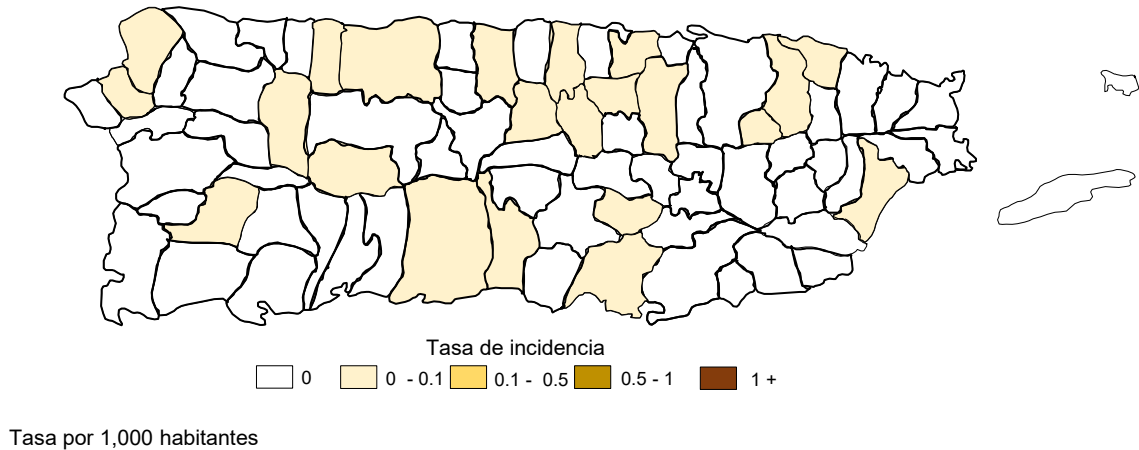 Tasa de incidencia
0 0 - 0.1 0.1 - 0.5 0.5 - 1 1 +
Tasa por 1,000 habitantes